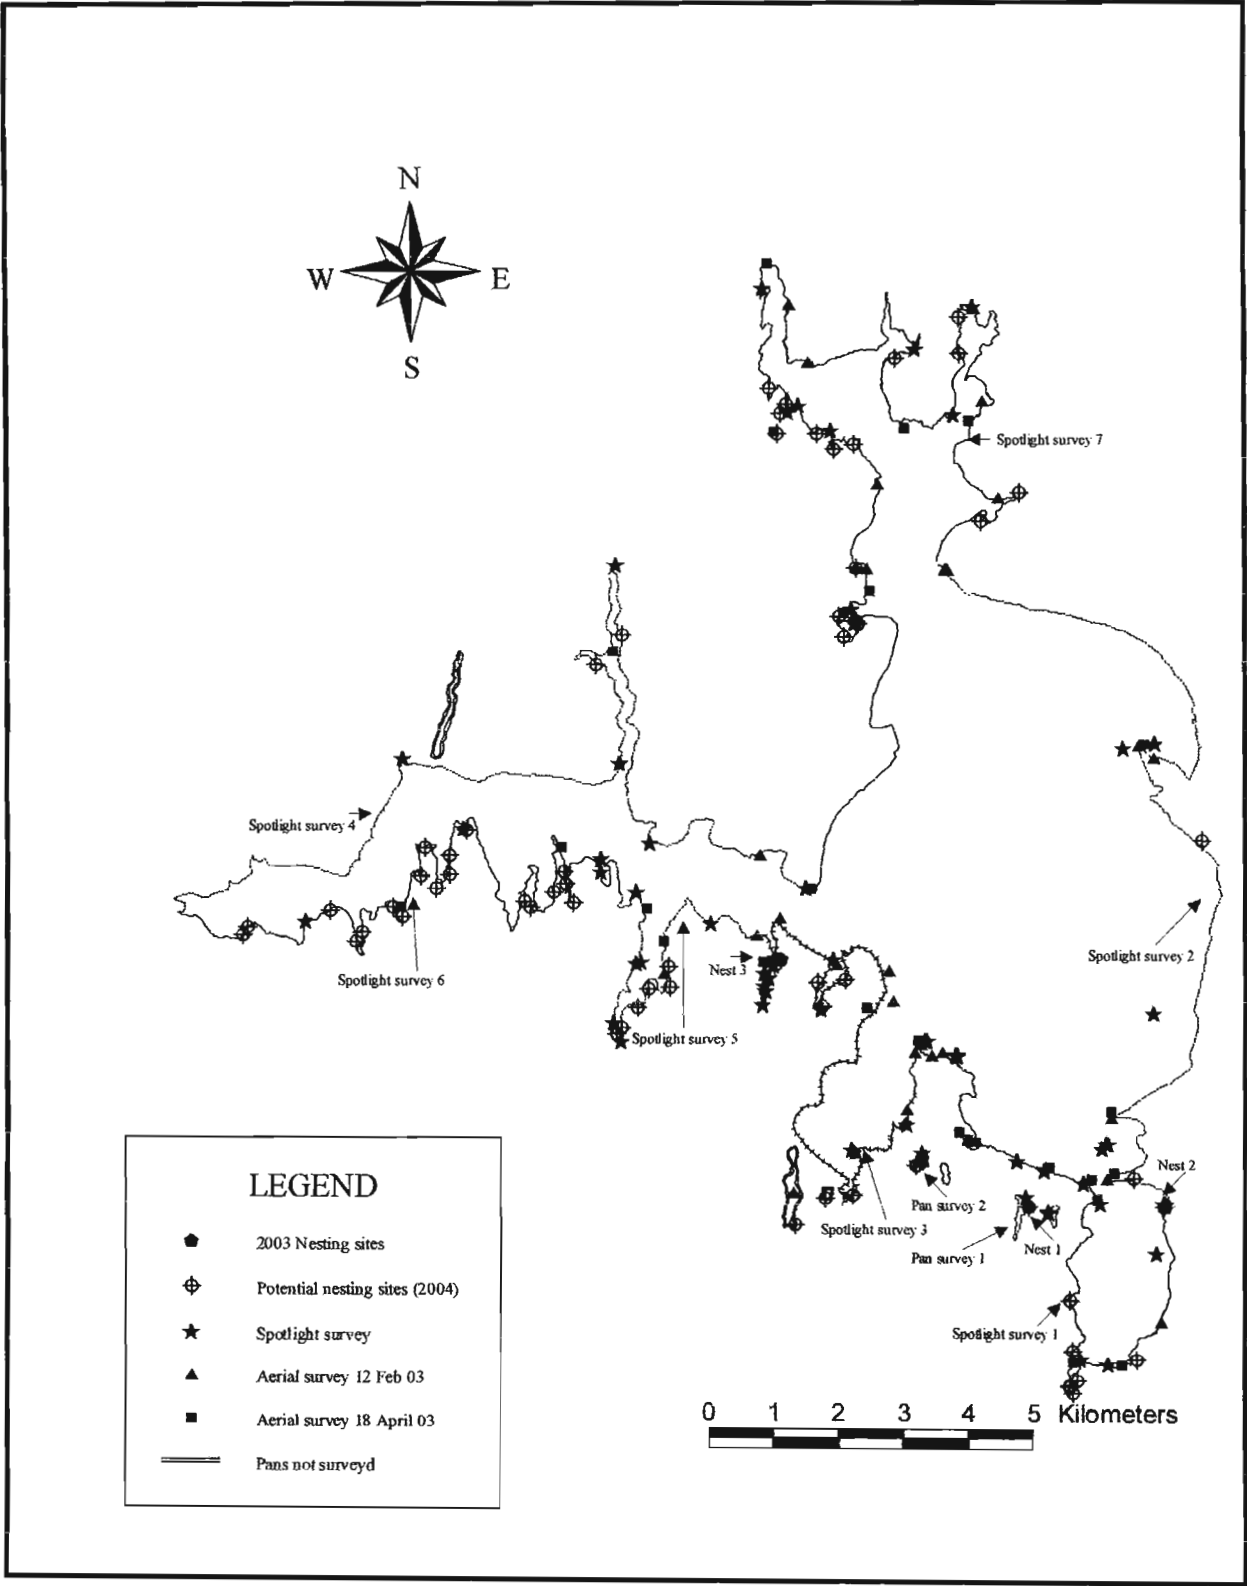 N
W
E
S
Spotlight survey 7
Spotlight survey 4
Spotlight survey 2
Nest 3
Spotlight survey 6
Spotlight survey 5
Nest 2
Pan survey 2
Spotlight survey 3
Nest 1
Pan survey 1
Spotlight survey 1
LEGEND
2003 Nesting sites
Potential nesting sites (2004)
Spotlight survey
Aerial survey 12 Feb 03
Aerial survey 18 April 03
Pans not surveyd
0 1 2 3 4 5 Kilometers